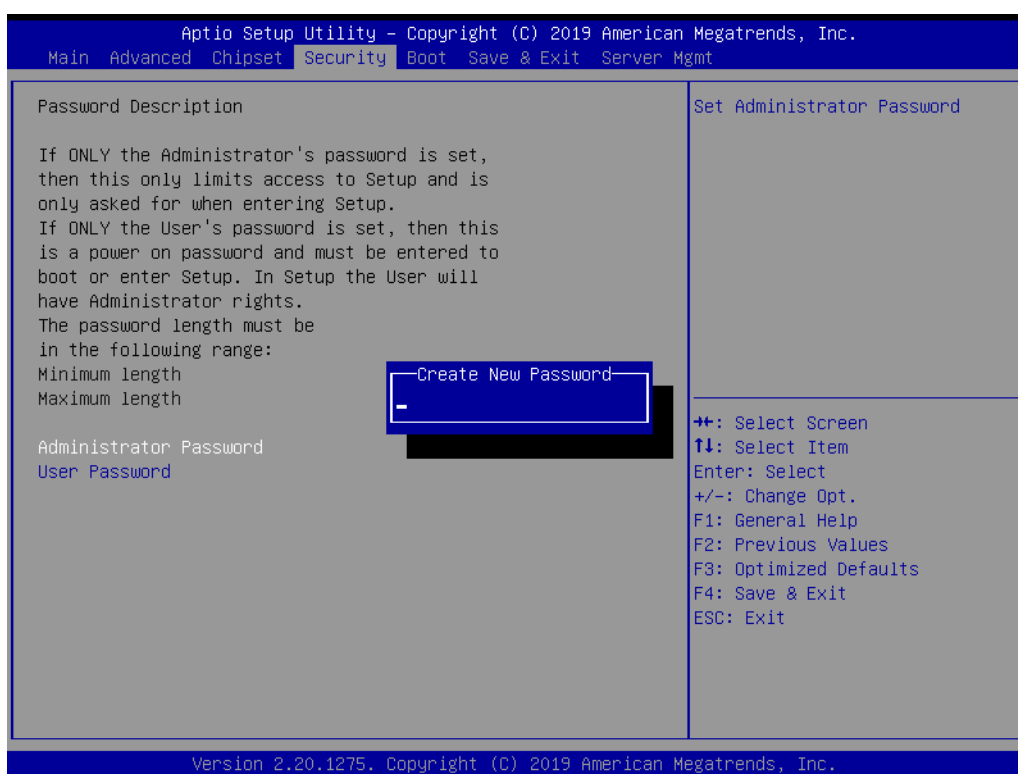 Aptio Setup Utility – Copyright (C) 2019 American Megatrends, Inc.
Main Advanced Chipset Security Boot Save & Exit Server Mgmt
Password Description
If ONLY the Administrator's password is set,
then this only limits access to Setup and is
only asked for when entering Setup.
If ONLY the User's password is set, then this
is a power on password and must be entered to
boot or enter Setup. In Setup the User will
have Administrator rights.
The password length must be
in the following range:
Minimum length
Maximum length
Administrator Password
User Password
Create New Password
Set Administrator Password
→←: Select Screen
↑↓: Select Item
Enter: Select
+/-: Change Opt.
F1: General Help
F2: Previous Values
F3: Optimized Defaults
F4: Save & Exit
ESC: Exit
Version 2.20.1275. Copyright (C) 2019 American Megatrends, Inc.